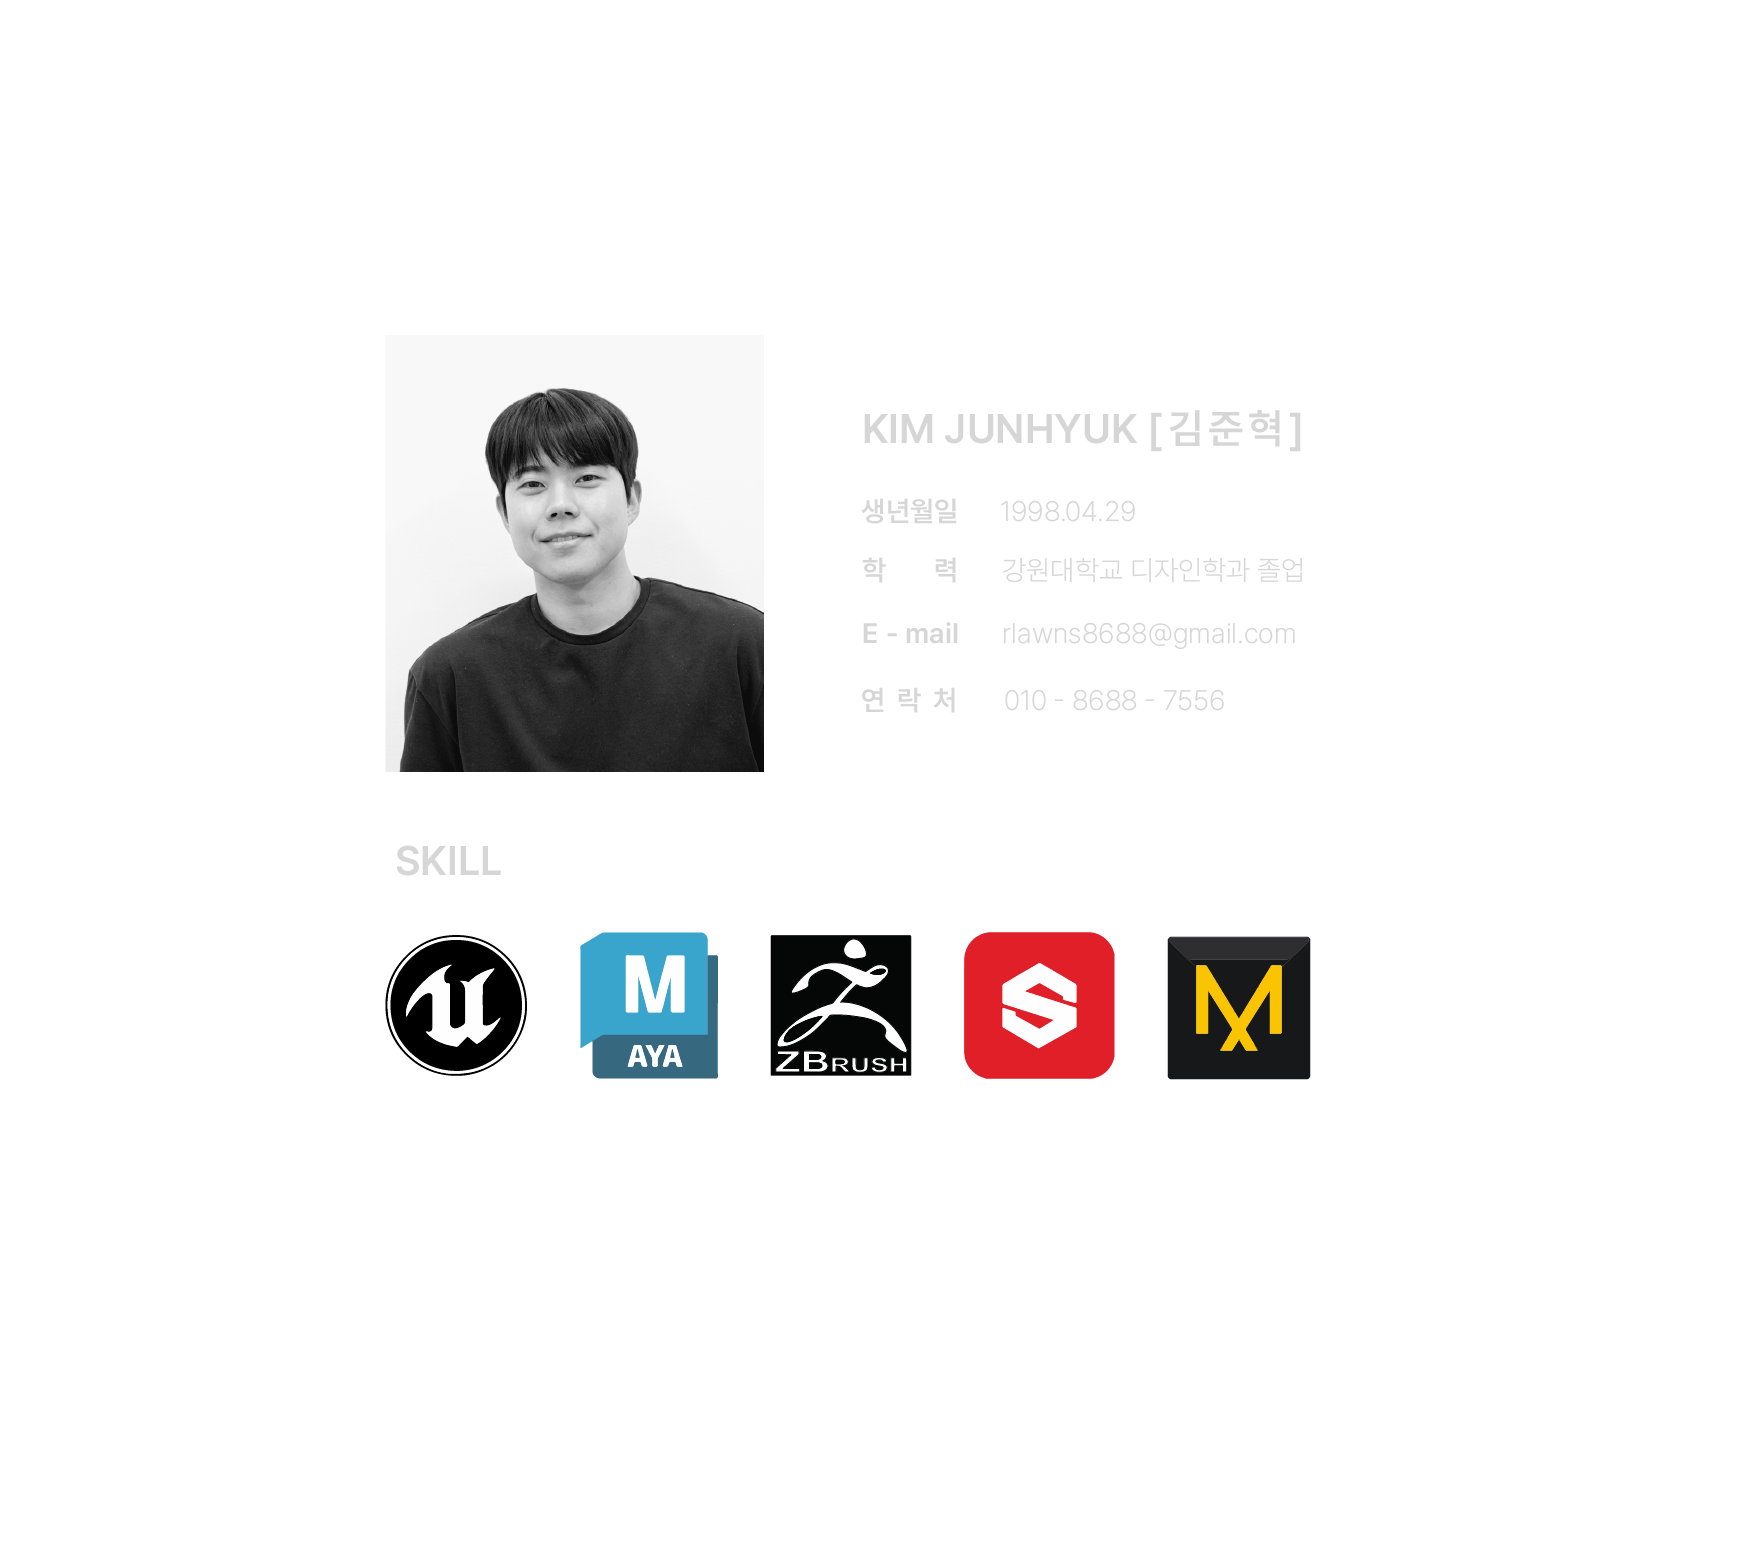 KIM JUNHYUK [김준혁]
생년월일 1998.04.29
학 력 강원대학교 디자인학과 졸업
E - mail rlawns8688@gmail.com
연 락 처 010 - 8688 - 7556
SKILL
M
AYA
ZBRUSH